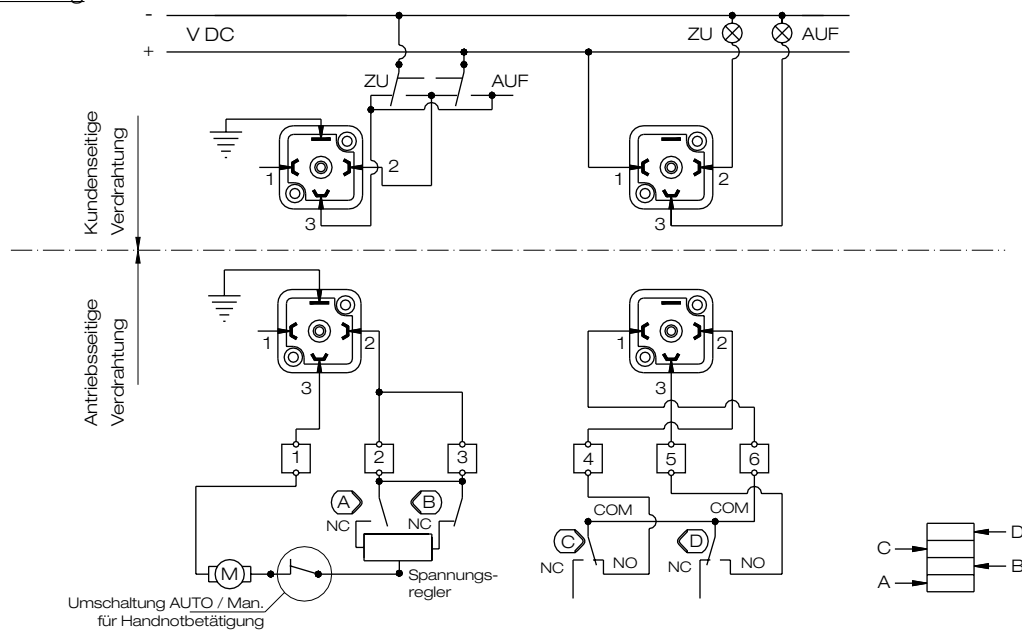 -
V DC
+
ZU
AUF
ZU
AUF
Kundenseitige
Verdrahtung
1
2
3
1
2
3
Antriebsseitige
Verdrahtung
1
2
3
1
2
3
1
2
3
4
5
6
A
B
NC
NC
COM
COM
C
D
NC
NO
NC
NO
M
Spannungs-
regler
Umschaltung AUTO / Man.
für Handnotbetätigung
D
C
B
A